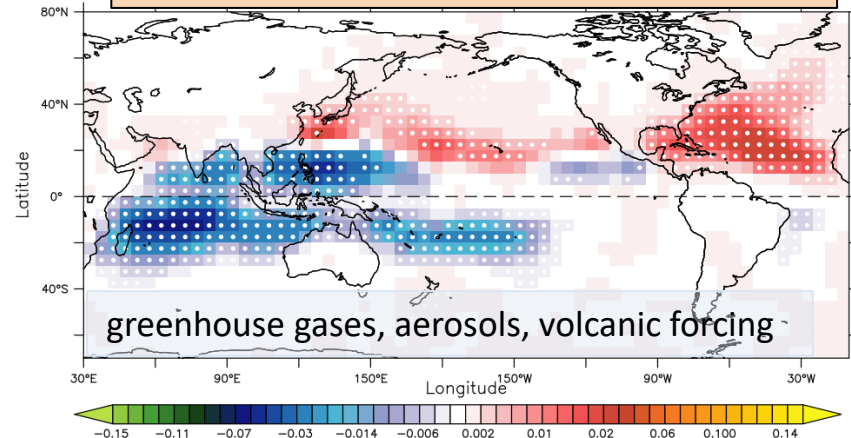 80°N
40°N
0°
40°S
Latitude
greenhouse gases, aerosols, volcanic forcing
30°E 90°E 150°E 150°W 90°W 30°W
Longitude
−0.15 −0.11 −0.07 −0.03 −0.014 −0.006 0.002 0.01 0.02 0.06 0.100 0.14